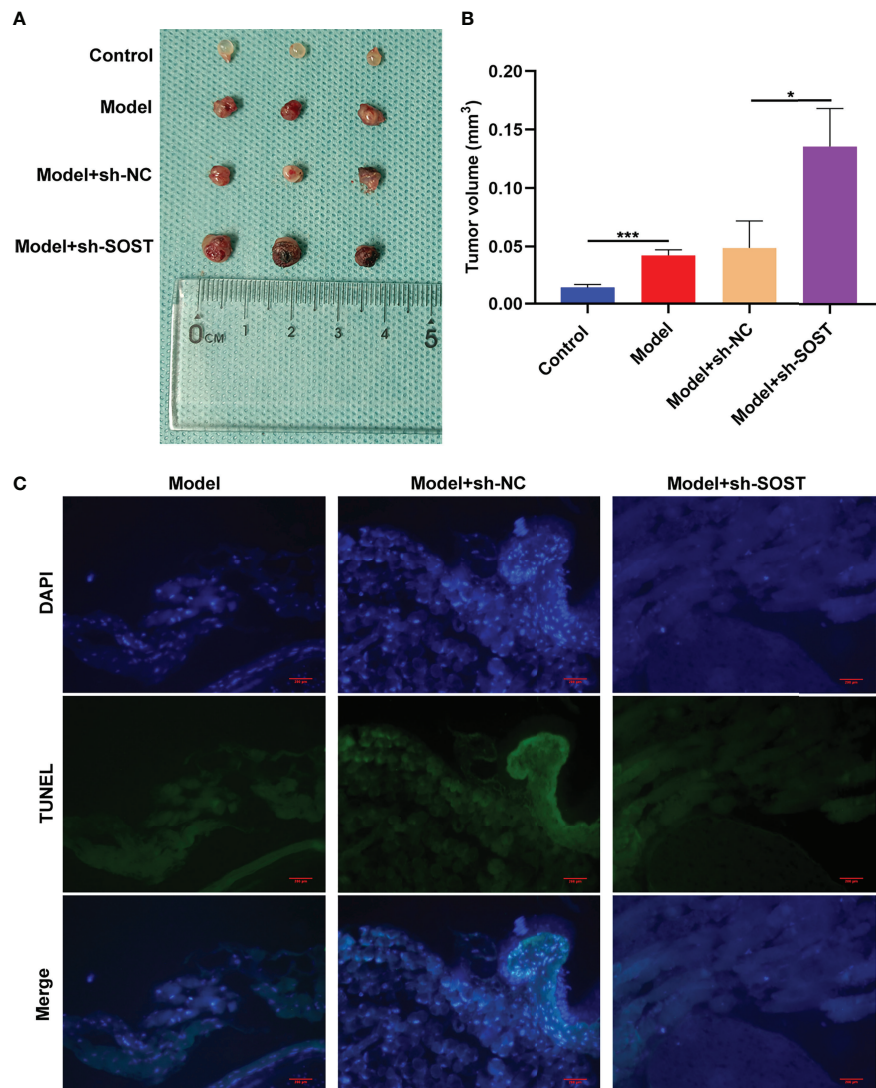 A
Control
Model
Model+sh-NC
Model+sh-SOST
0 CM 1 2 3 4 5
B
Tumor volume (mm³)
0.20
0.15
0.10
0.05
0.00
***
*
Control
Model
Model+sh-NC
Model+sh-SOST
C
Model Model+sh-NC Model+sh-SOST
DAPI
TUNEL
Merge